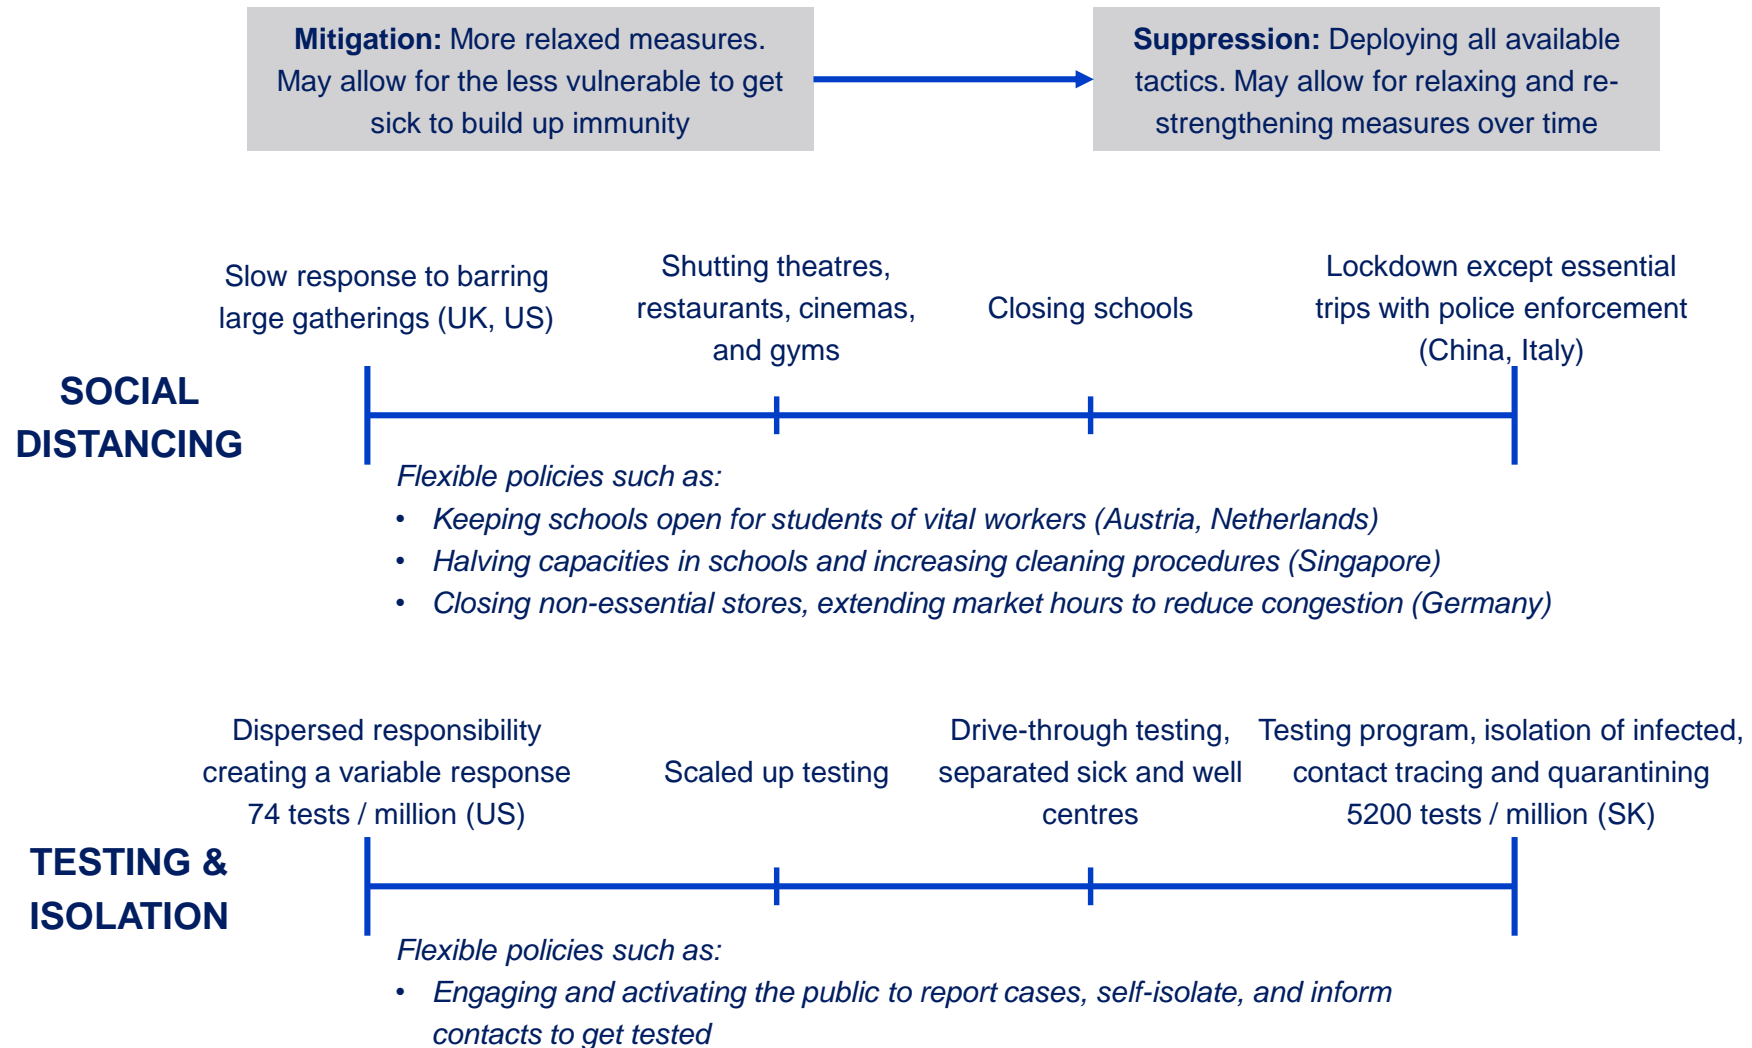 Mitigation: More relaxed measures.
May allow for the less vulnerable to get
sick to build up immunity
Suppression: Deploying all available
tactics. May allow for relaxing and re-
strengthening measures over time
Slow response to barring
large gatherings (UK, US)
Shutting theatres,
restaurants, cinemas,
and gyms
Closing schools
Lockdown except essential
trips with police enforcement
(China, Italy)
SOCIAL
DISTANCING
Flexible policies such as:
• Keeping schools open for students of vital workers (Austria, Netherlands)
• Halving capacities in schools and increasing cleaning procedures (Singapore)
• Closing non-essential stores, extending market hours to reduce congestion (Germany)
Dispersed responsibility
creating a variable response
74 tests / million (US)
Scaled up testing
Drive-through testing,
separated sick and well
centres
Testing program, isolation of infected,
contact tracing and quarantining
5200 tests / million (SK)
TESTING &
ISOLATION
Flexible policies such as:
• Engaging and activating the public to report cases, self-isolate, and inform
contacts to get tested